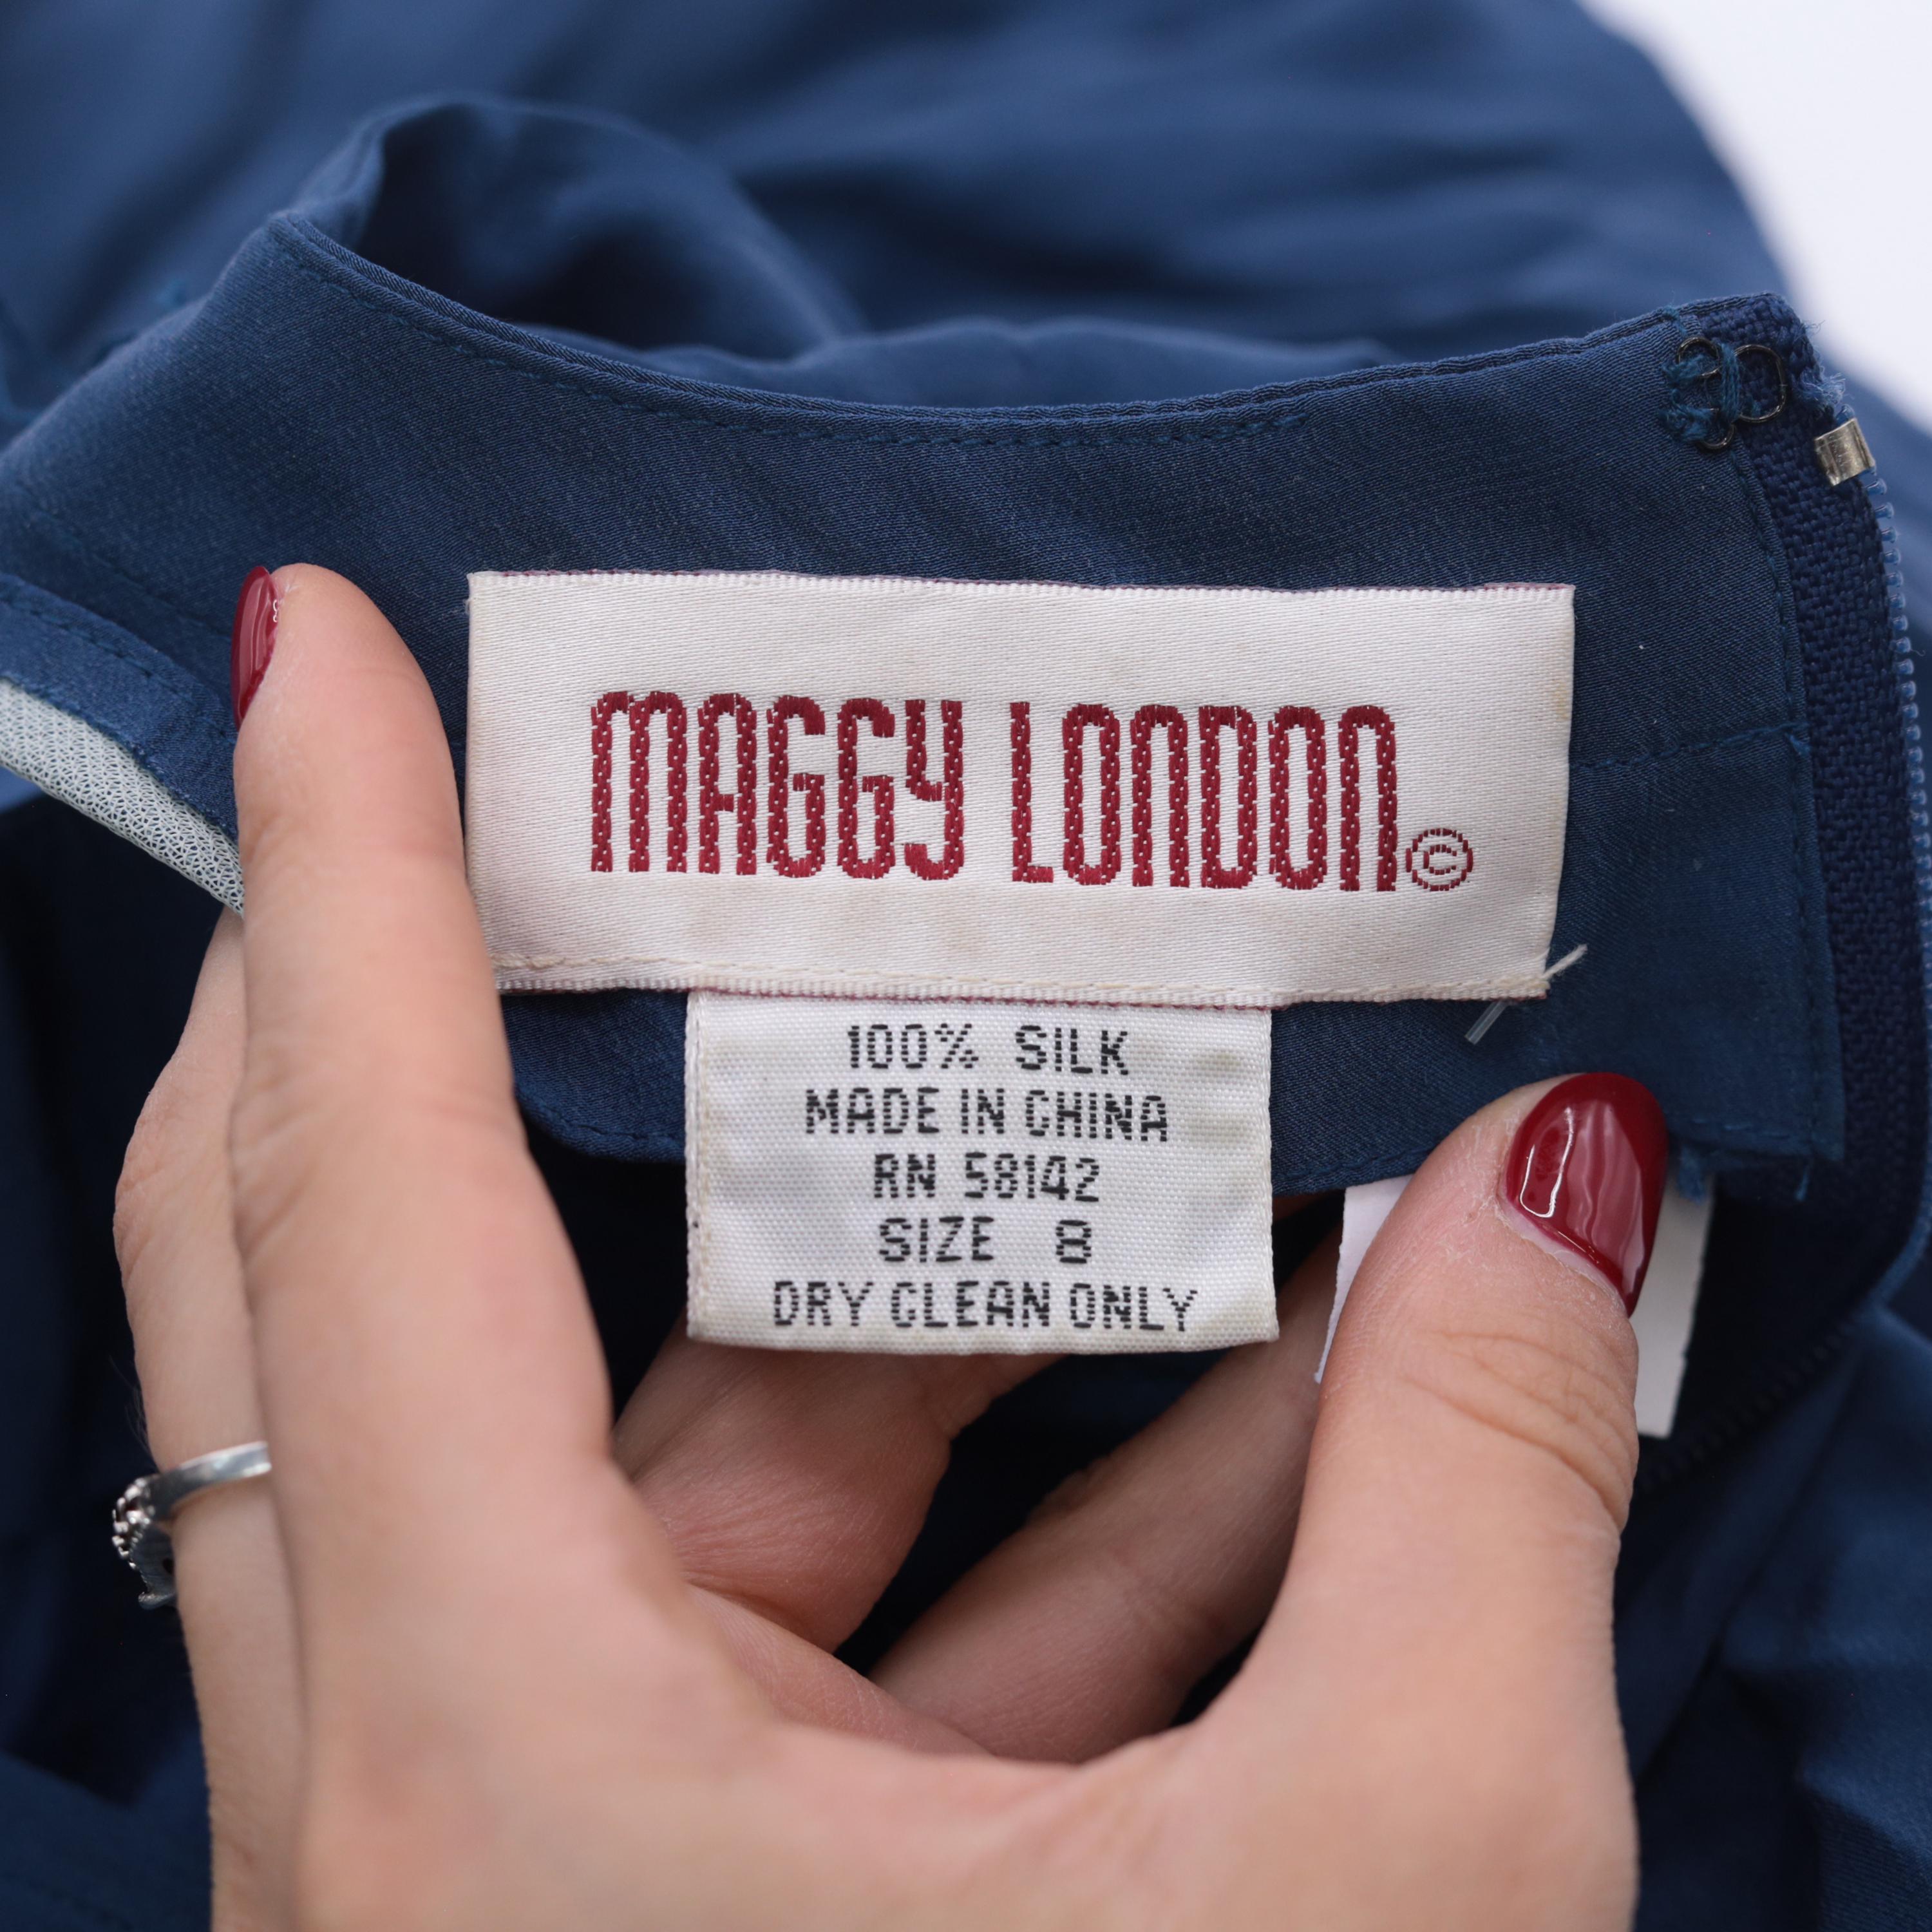 MAGGY LONDON©
100% SILK
MADE IN CHINA
RN 58142
SIZE 8
DRY CLEAN ONLY